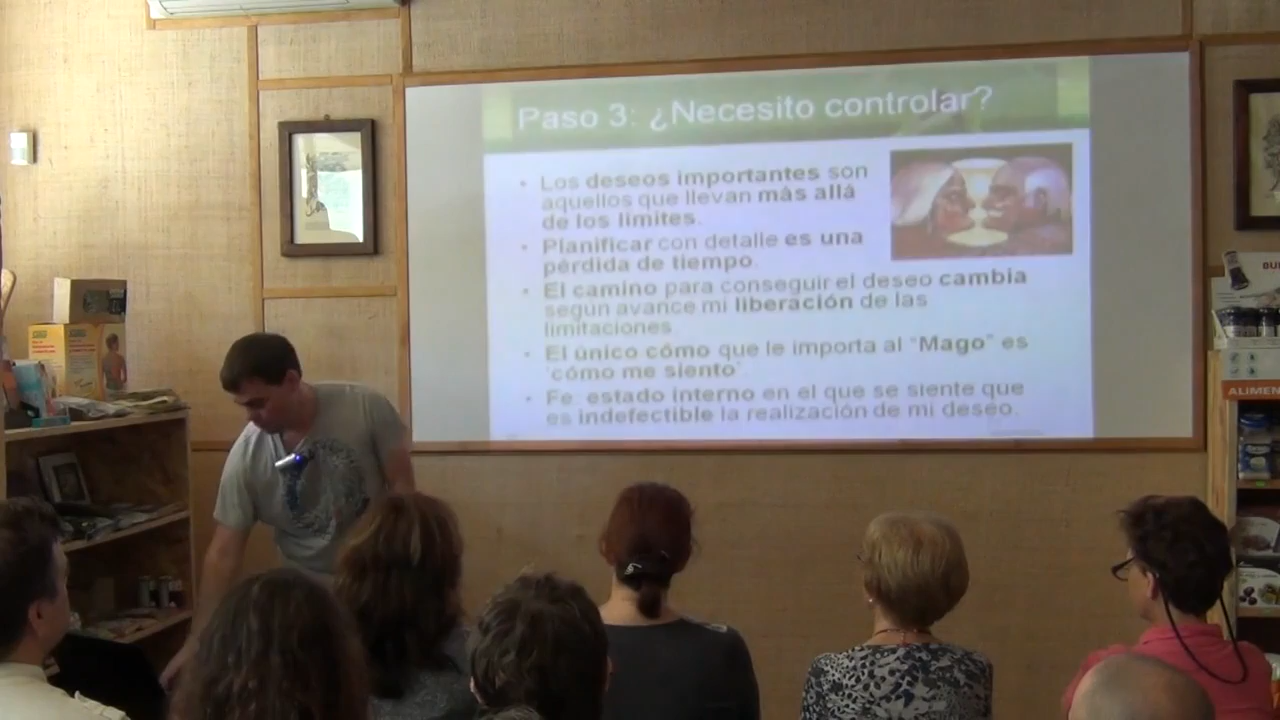 Paso 3: ¿Necesito controlar?
• Los deseos importantes son
aquellos que llevan más allá
de los límites.
• Planificar con detalle es una
pérdida de tiempo.
• El camino para conseguir el deseo cambia
según avance mi liberación de las
limitaciones.
• El único cómo que le importa al "Mago" es
'cómo me siento'
• Fe: estado interno en el que se siente que
es indefectible la realización de mi deseo.